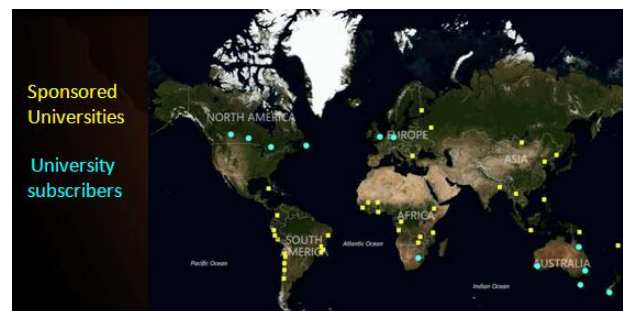 Sponsored
Universities
University
subscribers
NORTH AMERICA
EUROPE
ASIA
AFRICA
SOUTH
AMERICA
Atlantic Ocean
Pacific Ocean
AUSTRALIA
Indian Ocean